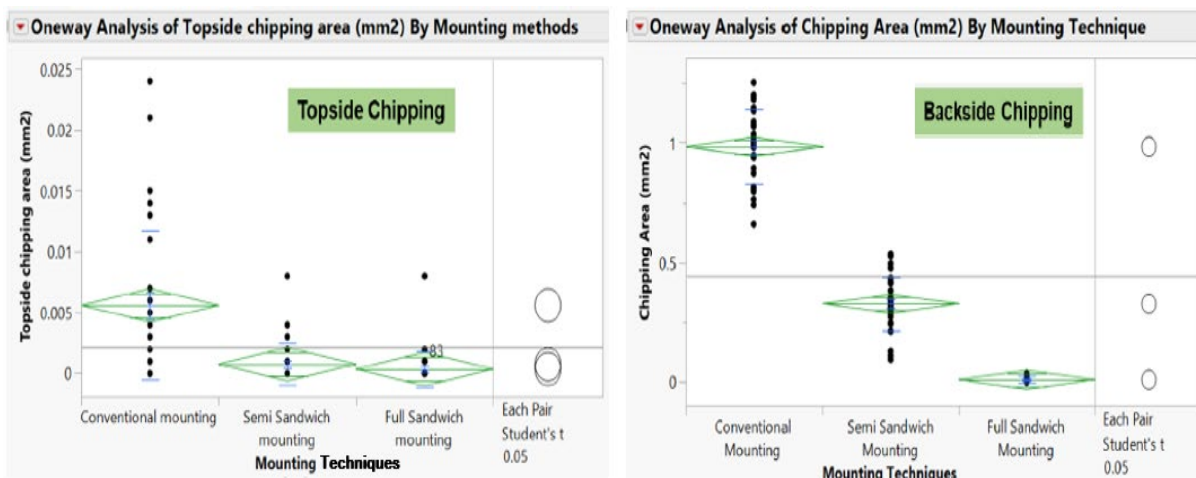 Oneway Analysis of Topside chipping area (mm2) By Mounting methods
Topside chipping area (mm2)
0.025
0.02
0.015
0.01
0.005
0
Topside Chipping
83
Conventional mounting
Semi Sandwich
mounting
Full Sandwich
mounting
Each Pair
Student's t
0.05
Mounting Techniques
Oneway Analysis of Chipping Area (mm2) By Mounting Technique
Chipping Area (mm2)
1
0.5
0
Backside Chipping
Conventional
Mounting
Semi Sandwich
Mounting
Full Sandwich
Mounting
Each Pair
Student's t
0.05
Mounting Techniques